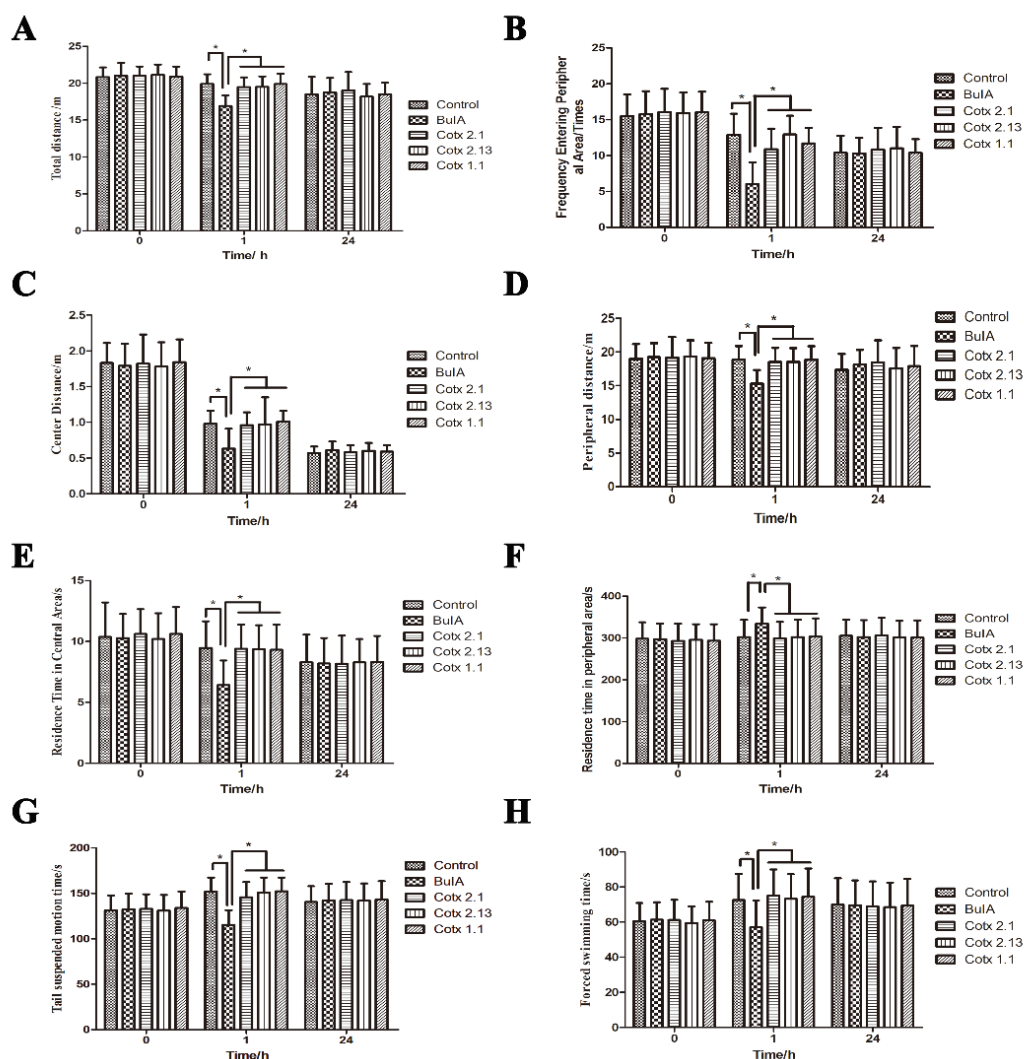 A
Total distance/m
25
20
15
10
5
0
*
*
0
1
24
Time/ h
Control
BuIA
Cotx 2.1
Cotx 2.13
Cotx 1.1
B
Frequency Entering Peripher
al Area/Times
25
20
15
10
5
0
*
*
0
1
24
Time/h
Control
BuIA
Cotx 2.1
Cotx 2.13
Cotx 1.1
C
Center Distance/m
2.5
2.0
1.5
1.0
0.5
0.0
*
*
0
1
24
Time/h
Control
BuIA
Cotx 2.1
Cotx 2.13
Cotx 1.1
D
Peripheral distance/m
25
20
15
10
5
0
*
*
0
1
24
Time/h
Control
BuIA
Cotx 2.1
Cotx 2.13
Cotx 1.1
E
Residence Time in Central Area/s
15
10
5
0
*
*
0
1
24
Time/h
Control
BuIA
Cotx 2.1
Cotx 2.13
Cotx 1.1
F
Residence time in peripheral area/s
400
300
200
100
0
*
*
0
1
24
Time/h
Control
BuIA
Cotx 2.1
Cotx 2.13
Cotx 1.1
G
Tail suspended motion time/s
200
150
100
50
0
*
*
0
1
24
Time/h
Control
BuIA
Cotx 2.1
Cotx 2.13
Cotx 1.1
H
Forced swimming time/s
100
80
60
40
20
0
*
*
0
1
24
Time/h
Control
BuIA
Cotx 2.1
Cotx 2.13
Cotx 1.1